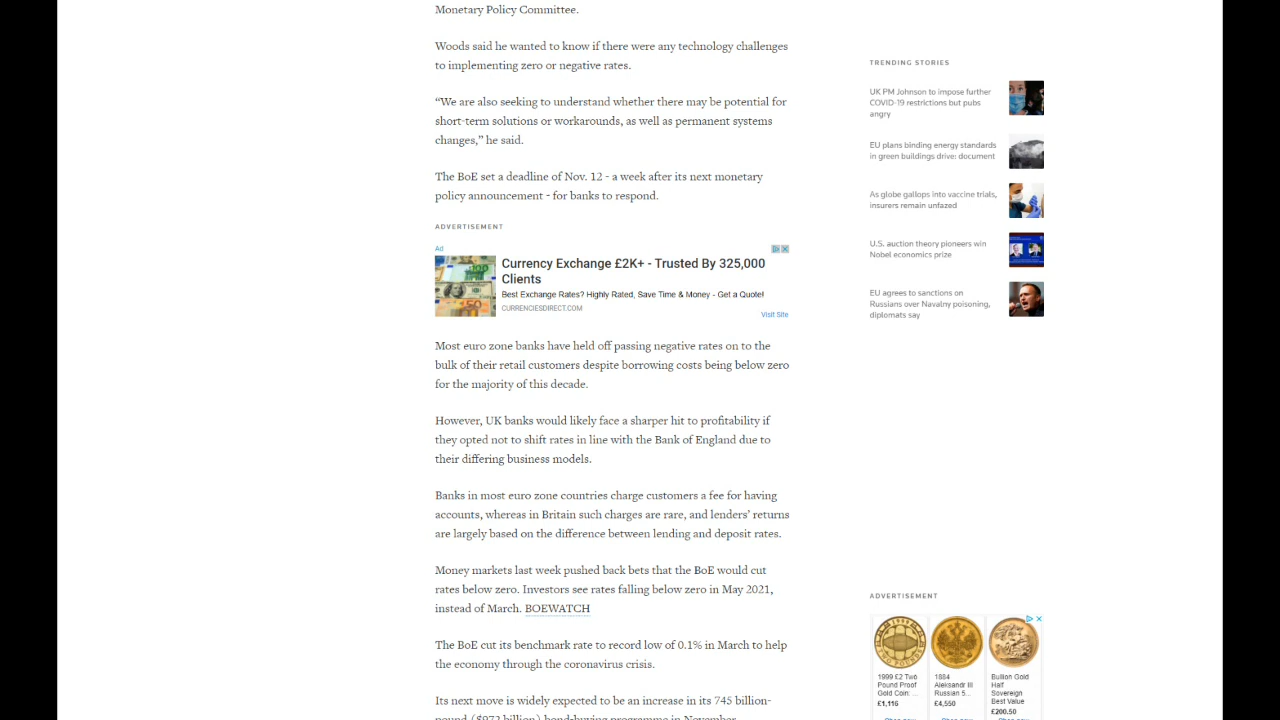 Monetary Policy Committee.
Woods said he wanted to know if there were any technology challenges
to implementing zero or negative rates.
“We are also seeking to understand whether there may be potential for
short-term solutions or workarounds, as well as permanent systems
changes,” he said.
The BoE set a deadline of Nov. 12 - a week after its next monetary
policy announcement - for banks to respond.
ADVERTISEMENT
Ad
Currency Exchange £2K+ - Trusted By 325,000
Clients
Best Exchange Rates? Highly Rated, Save Time & Money - Get a Quote!
CURRENCIESDIRECT.COM
Visit Site
Most euro zone banks have held off passing negative rates on to the
bulk of their retail customers despite borrowing costs being below zero
for the majority of this decade.
However, UK banks would likely face a sharper hit to profitability if
they opted not to shift rates in line with the Bank of England due to
their differing business models.
Banks in most euro zone countries charge customers a fee for having
accounts, whereas in Britain such charges are rare, and lenders’ returns
are largely based on the difference between lending and deposit rates.
Money markets last week pushed back bets that the BoE would cut
rates below zero. Investors see rates falling below zero in May 2021,
instead of March. BOEWATCH
The BoE cut its benchmark rate to record low of 0.1% in March to help
the economy through the coronavirus crisis.
Its next move is widely expected to be an increase in its 745 billion-
pound ($972 billion) bond-buying programme in November.
TRENDING STORIES
UK PM Johnson to impose further
COVID-19 restrictions but pubs
angry
EU plans binding energy standards
in green buildings drive: document
As globe gallops into vaccine trials,
insurers remain unfazed
U.S. auction theory pioneers win
Nobel economics prize
EU agrees to sanctions on
Russians over Navalny poisoning,
diplomats say
ADVERTISEMENT
1999 £2 Two
Pound Proof
Gold Coin: ...
£1,116
Shop now
1884
Aleksandr III
Russian 5...
£4,550
Shop now
Bullion Gold
Half
Sovereign
Best Value
£200.50
Shop now